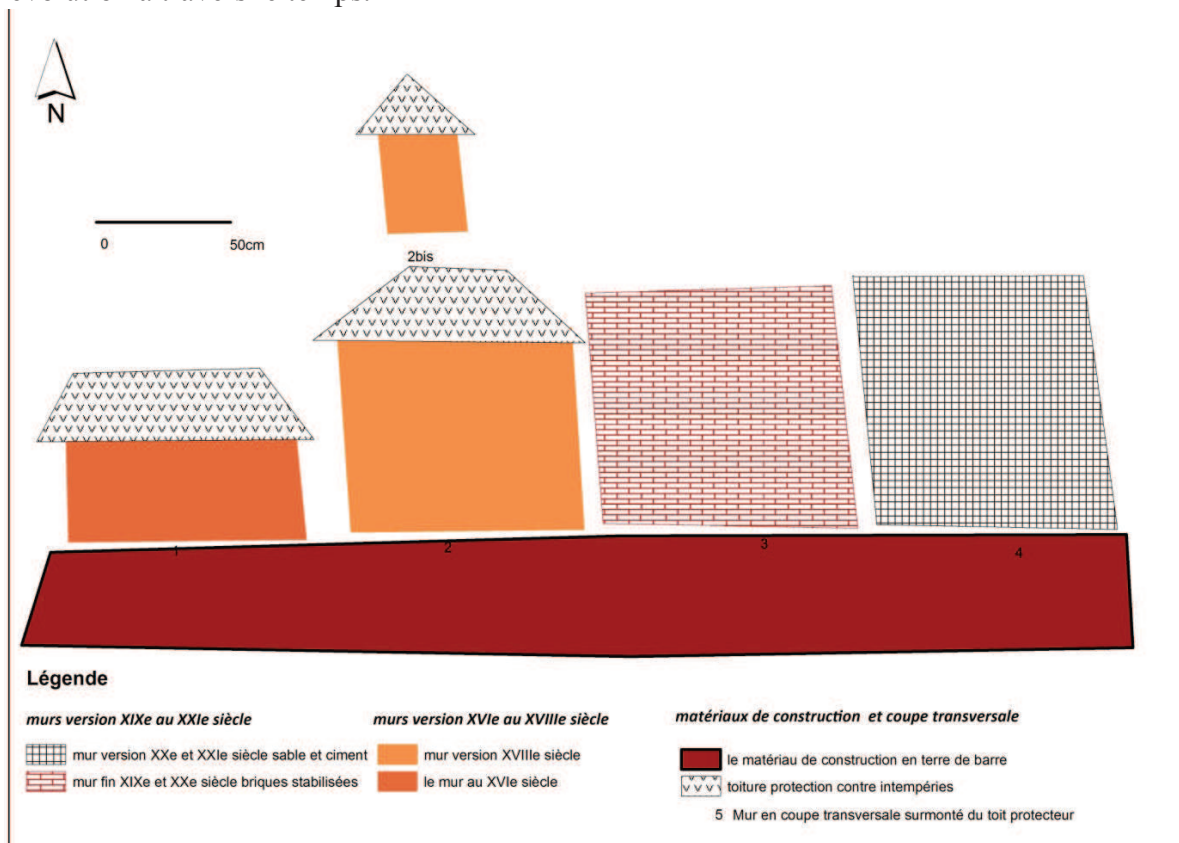 N
0 50cm
2bis
1 2 3 4
Légende
murs version XIXe au XXIe siècle
mur version XXe et XXIe siècle sable et ciment
mur fin XIXe et XXe siècle briques stabilisées
murs version XVIe au XVIIIe siècle
mur version XVIIIe siècle
le mur au XVIe siècle
matériaux de construction et coupe transversale
le matériau de construction en terre de barre
toiture protection contre intempéries
5 Mur en coupe transversale surmonté du toit protecteur